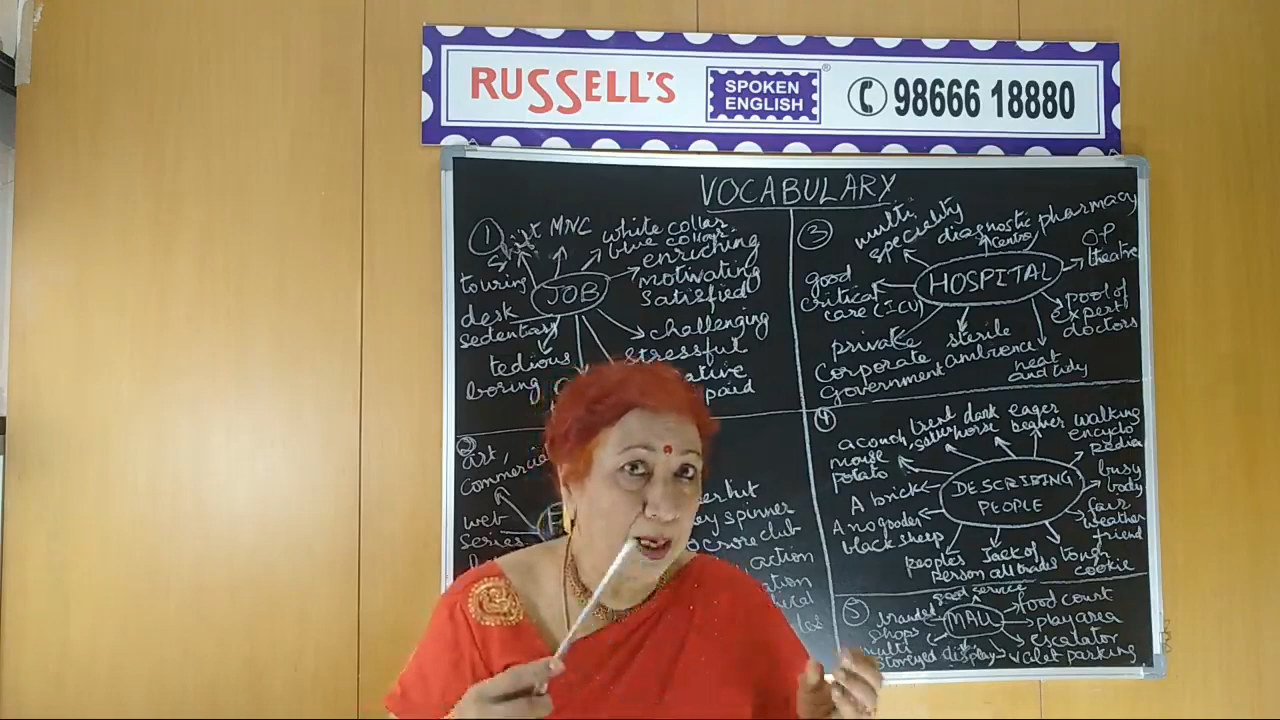 RUSSELL'S
SPOKEN
ENGLISH
®
98666 18880
VOCABULARY
1
MNC
white collar
blue collar
enriching
motivating
satisfied
touring
JOB
desk
sedentary
challenging
stressful
tedious
boring
paid
2
art,
commercial
web
series
spinner
crore club
action
3
multi
speciality
diagnostic
centre
pharmacy
OP
theatre
good
critical
care (ICU)
HOSPITAL
pool of
expert
doctors
private
corporate
government
sterile
ambience
neat
and tidy
4
a couch
potato
mouse
dark
horse
eager
beaver
walking
encyclo
pedia
DESCRIBING
PEOPLE
busy
body
A brick
A no gooder
black sheep
fair
weather
friend
people's
person
Jack of
all trades
tough
cookie
5
good service
MALL
food court
branded
shops
play area
escalator
multi
storeyed
display
valet parking